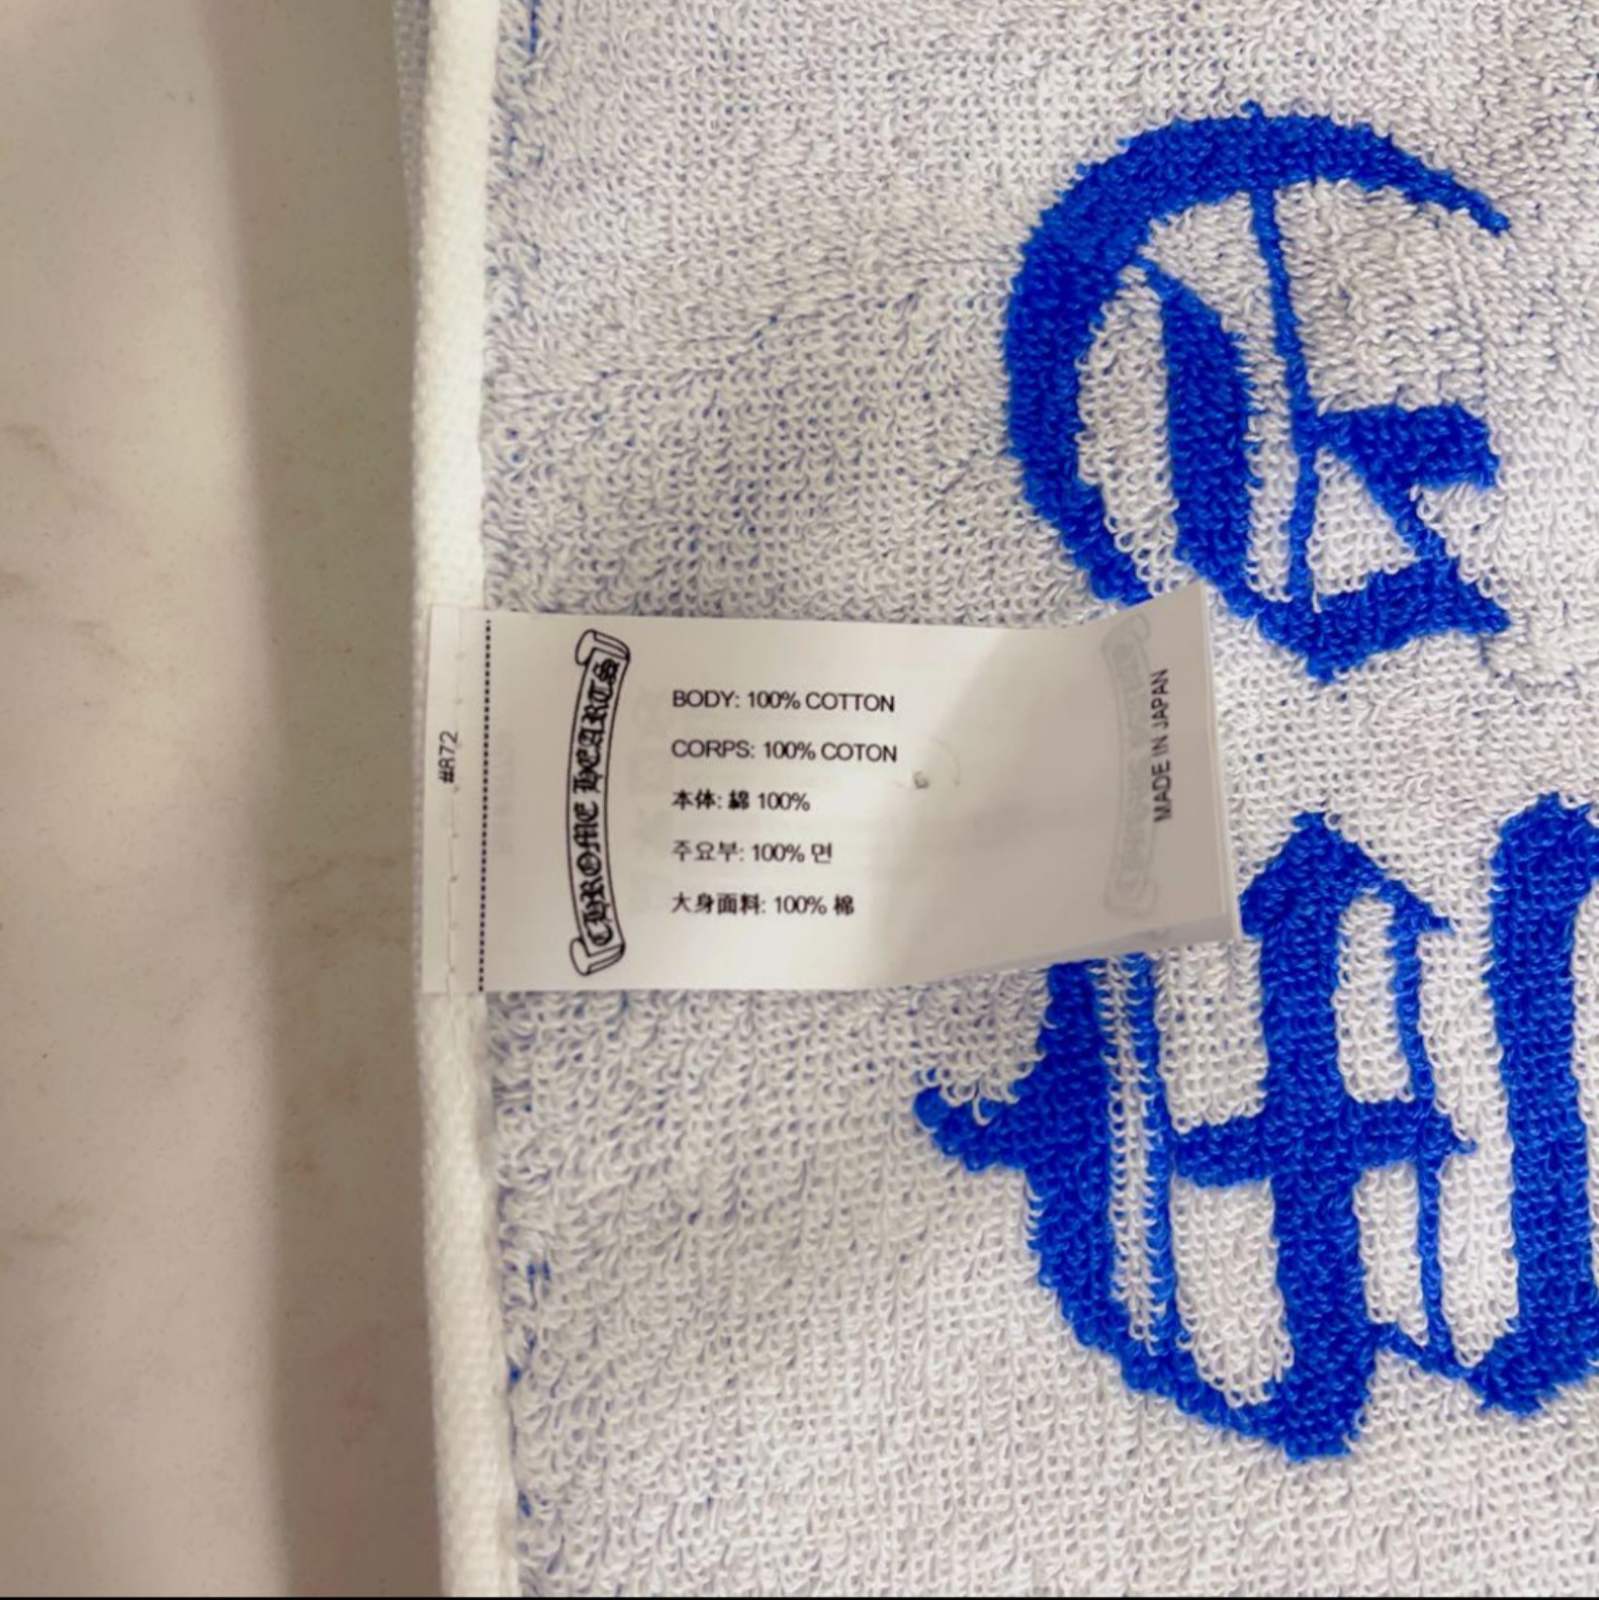 #R72
CHROME HEARTS
BODY: 100% COTTON
CORPS: 100% COTON
本体: 綿 100%
주요부: 100% 면
大身面料: 100% 棉
MADE IN JAPAN